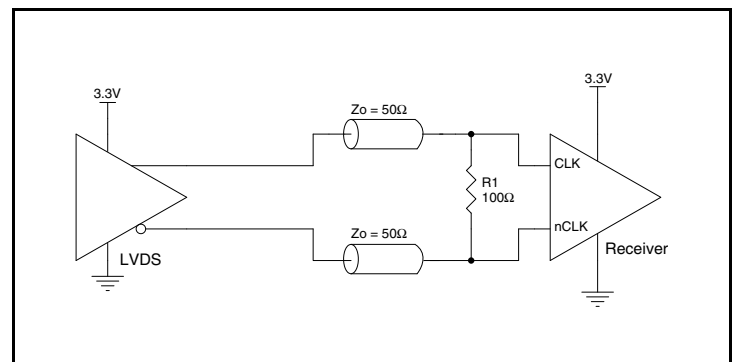 3.3V
3.3V
Zo = 50Ω
CLK
R1
100Ω
Zo = 50Ω
nCLK
LVDS
Receiver